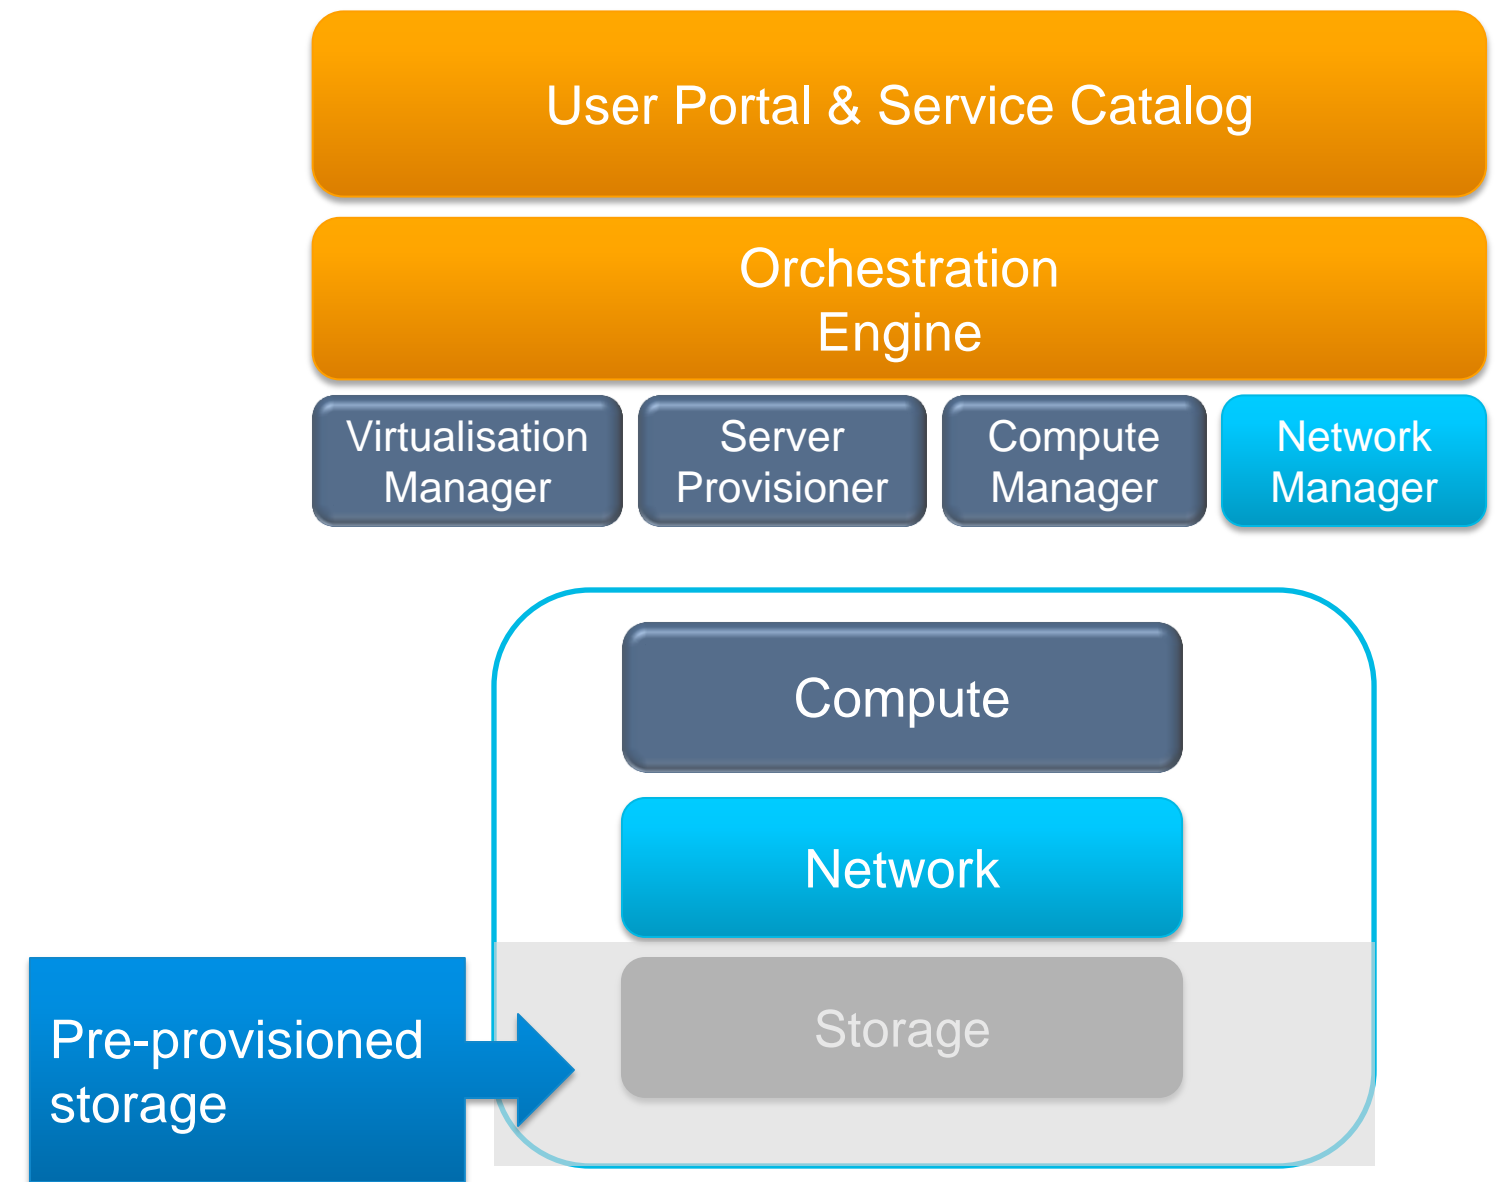 User Portal & Service Catalog
Orchestration
Engine
Virtualisation
Manager
Server
Provisioner
Compute
Manager
Network
Manager
Compute
Network
Storage
Pre-provisioned
storage